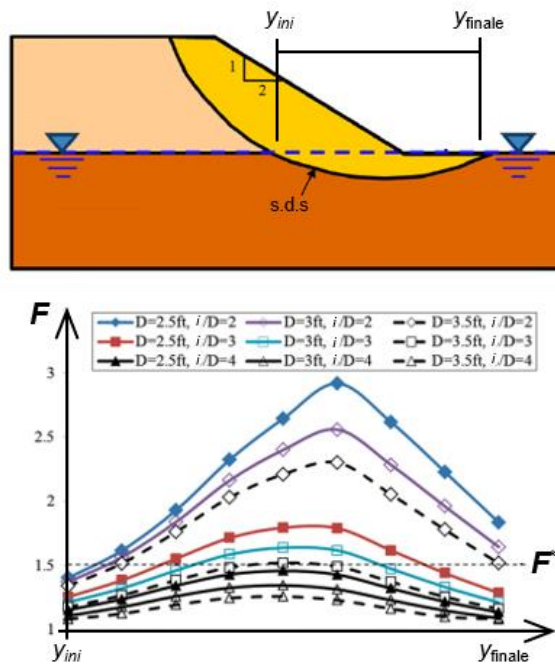 y_ini y_finale
1
2
s.d.s
F
D=2.5ft, i/D=2 D=3ft, i/D=2 D=3.5ft, i/D=2
D=2.5ft, i/D=3 D=3ft, i/D=3 D=3.5ft, i/D=3
D=2.5ft, i/D=4 D=3ft, i/D=4 D=3.5ft, i/D=4
3
2.5
2
1.5 F*
1
y_ini y_finale